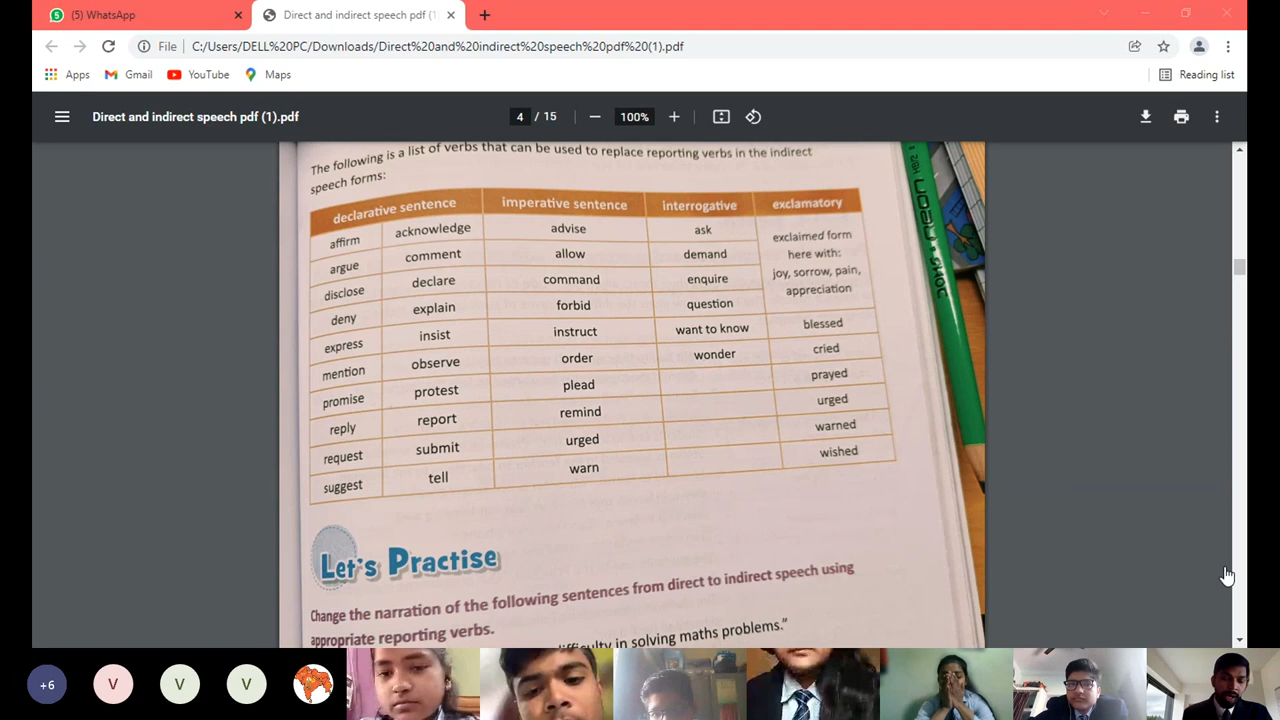 (5) WhatsApp
Direct and indirect speech pdf (1
File C:/Users/DELL%20PC/Downloads/Direct%20and%20indirect%20speech%20pdf%20(1).pdf
Apps Gmail YouTube Maps Reading list
Direct and indirect speech pdf (1).pdf 4 / 15 100%
The following is a list of verbs that can be used to replace reporting verbs in the indirect
speech forms:
declarative sentence imperative sentence interrogative exclamatory
affirm acknowledge advise ask exclaimed form
argue comment allow demand here with:
disclose declare command enquire joy, sorrow, pain,
deny explain forbid question appreciation
express insist instruct want to know blessed
mention observe order wonder cried
promise protest plead prayed
reply report remind urged
request submit urged warned
suggest tell warn wished
Let's Practise
Change the narration of the following sentences from direct to indirect speech using
appropriate reporting verbs.
difficulty in solving maths problems."
+6 V V V